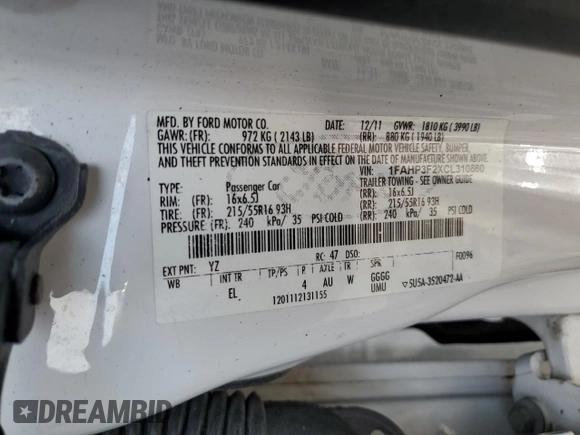 MFD. BY FORD MOTOR CO.
DATE: 12/11 GVWR: 1810 KG ( 3990 LB)
GAWR: (FR): 972 KG ( 2143 LB) (RR): 880 KG ( 1940 LB)
THIS VEHICLE CONFORMS TO ALL APPLICABLE FEDERAL MOTOR VEHICLE SAFETY, BUMPER,
AND THEFT PREVENTION STANDARDS IN EFFECT ON THE DATE OF MANUFACTURE SHOWN ABOVE.
VIN: 1FAHP3F2XCL310880
TYPE: Passenger Car TRAILER TOWING - SEE OWNER GUIDE
RIM: (FR): 16x6.5J (RR): 16x6.5J
TIRES: (FR): 215/55R16 93H (RR): 215/55R16 93H
PRESSURE (FR): 240 kPa/ 35 PSI COLD (RR): 240 kPa/ 35 PSI COLD
EXT PNT: YZ RC: 47 DSO: F0096
WB INT TR TP/PS R AXLE TR SPR
EL 4 AU W GGGG
UMU
1201112131155
5U5A-3520472-AA
DREAMBID